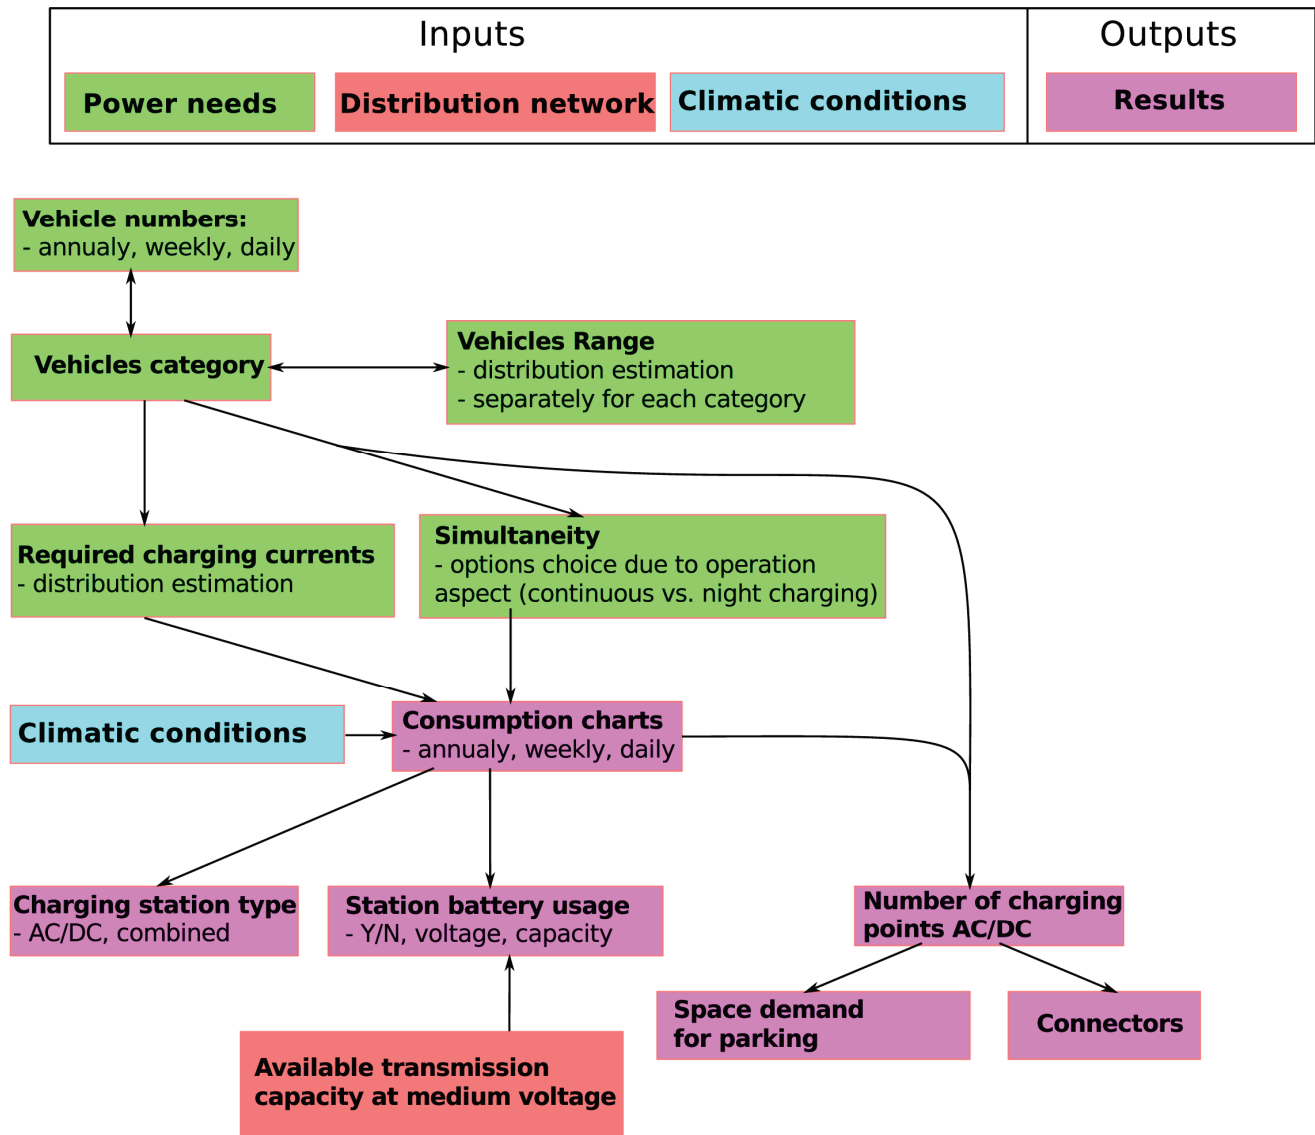 Inputs
Outputs
Power needs
Distribution network
Climatic conditions
Results
Vehicle numbers:
- annualy, weekly, daily
Vehicles category
Vehicles Range
- distribution estimation
- separately for each category
Required charging currents
- distribution estimation
Simultaneity
- options choice due to operation
aspect (continuous vs. night charging)
Climatic conditions
Consumption charts
- annualy, weekly, daily
Charging station type
- AC/DC, combined
Station battery usage
- Y/N, voltage, capacity
Number of charging
points AC/DC
Space demand
for parking
Connectors
Available transmission
capacity at medium voltage